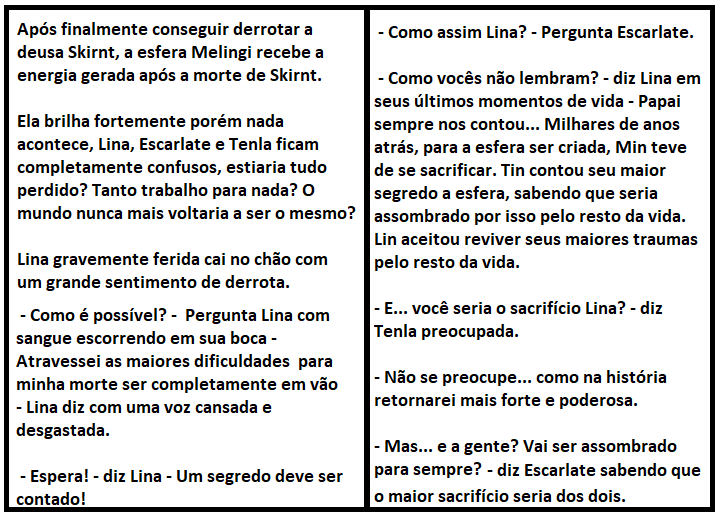 Após finalmente conseguir derrotar a
deusa Skirnt, a esfera Melingi recebe a
energia gerada após a morte de Skirnt.
Ela brilha fortemente porém nada
acontece, Lina, Escarlate e Tenla ficam
completamente confusos, estiaria tudo
perdido? Tanto trabalho para nada? O
mundo nunca mais voltaria a ser o mesmo?
Lina gravemente ferida cai no chão com
um grande sentimento de derrota.
- Como é possível? - Pergunta Lina com
sangue escorrendo em sua boca -
Atravessei as maiores dificuldades para
minha morte ser completamente em vão
- Lina diz com uma voz cansada e
desgastada.
- Espera! - diz Lina - Um segredo deve ser
contado!
- Como assim Lina? - Pergunta Escarlate.
- Como vocês não lembram? - diz Lina em
seus últimos momentos de vida - Papai
sempre nos contou... Milhares de anos
atrás, para a esfera ser criada, Min teve
de se sacrificar. Tin contou seu maior
segredo a esfera, sabendo que seria
assombrado por isso pelo resto da vida.
Lin aceitou reviver seus maiores traumas
pelo resto da vida.
- E... você seria o sacrifício Lina? - diz
Tenla preocupada.
- Não se preocupe... como na história
retornarei mais forte e poderosa.
- Mas... e a gente? Vai ser assombrado
para sempre? - diz Escarlate sabendo que
o maior sacrifício seria dos dois.